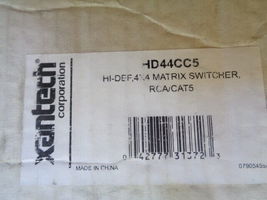 xantech
corporation
HD44CC5
HI-DEF,4X4 MATRIX SWITCHER,
RCA/CAT5
MADE IN CHINA